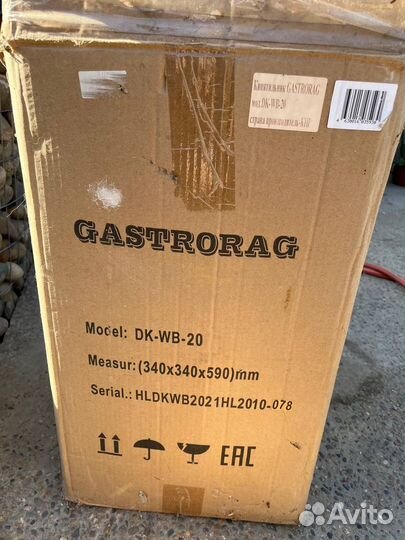 Кипятильник GASTRORAG
мод.DK-WB-20
страна производитель-КНР
GASTRORAG
Model: DK-WB-20
Measur:(340x340x590)mm
Serial.:HLDKWB2021HL2010-078
EAC
Avito